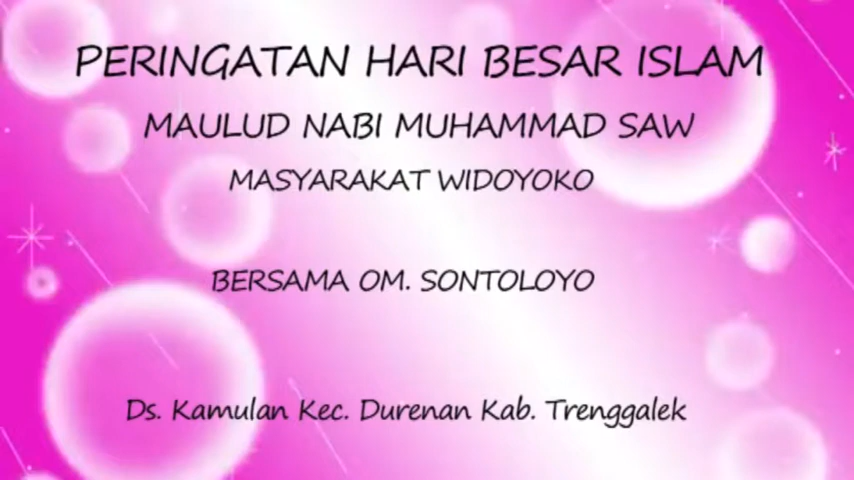 PERINGATAN HARI BESAR ISLAM
MAULUD NABI MUHAMMAD SAW
MASYARAKAT WIDOYOKO
BERSAMA OM. SONTOLOYO
Ds. Kamulan Kec. Durenan Kab. Trenggalek